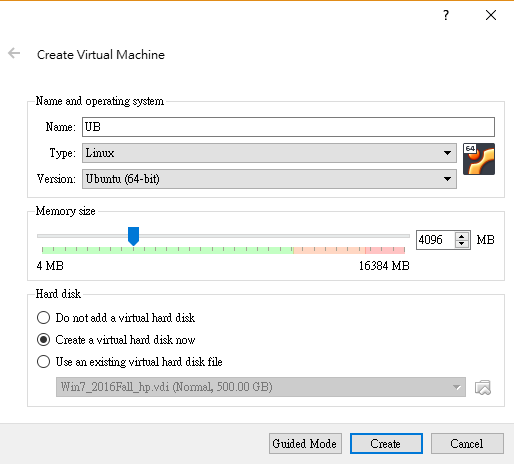 ?
Create Virtual Machine
Name and operating system
Name: UB
64
Type: Linux
Version: Ubuntu (64-bit)
Memory size
4096 MB
4 MB 16384 MB
Hard disk
Do not add a virtual hard disk
Create a virtual hard disk now
Use an existing virtual hard disk file
Win7_2016Fall_hp.vdi (Normal, 500.00 GB)
Guided Mode Create Cancel